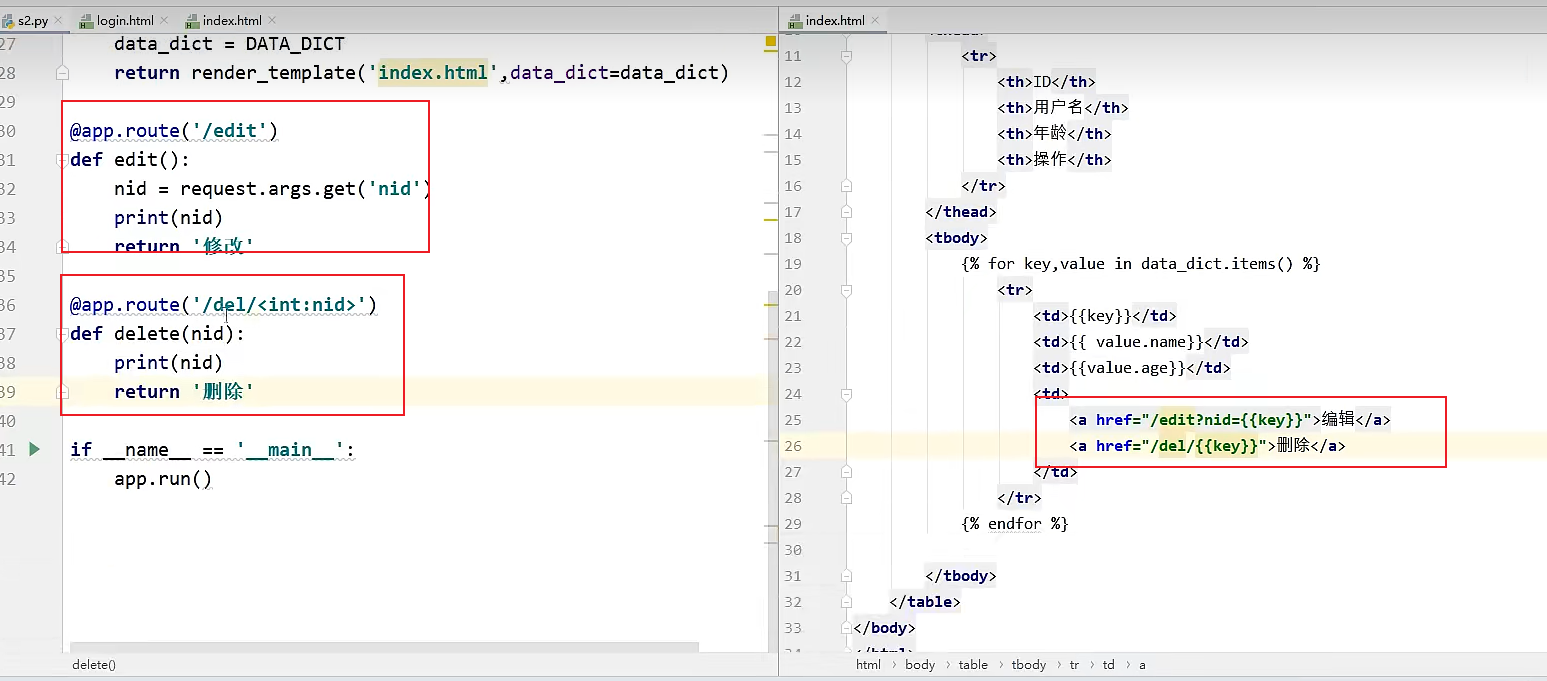 s2.py
login.html
index.html
27 data_dict = DATA_DICT
28 return render_template('index.html',data_dict=data_dict)
29
30 @app.route('/edit')
31 def edit():
32 nid = request.args.get('nid')
33 print(nid)
34 return '修改'
35
36 @app.route('/del/<int:nid>')
37 def delete(nid):
38 print(nid)
39 return '删除'
40
41 if __name__ == '__main__':
42 app.run()
delete()
index.html
11 <tr>
12 <th>ID</th>
13 <th>用户名</th>
14 <th>年龄</th>
15 <th>操作</th>
16 </tr>
17 </thead>
18 <tbody>
19 {% for key,value in data_dict.items() %}
20 <tr>
21 <td>{{key}}</td>
22 <td>{{ value.name}}</td>
23 <td>{{value.age}}</td>
24 <td>
25 <a href="/edit?nid={{key}}">编辑</a>
26 <a href="/del/{{key}}">删除</a>
27 </td>
28 </tr>
29 {% endfor %}
30
31 </tbody>
32 </table>
33 </body>
html › body › table › tbody › tr › td › a